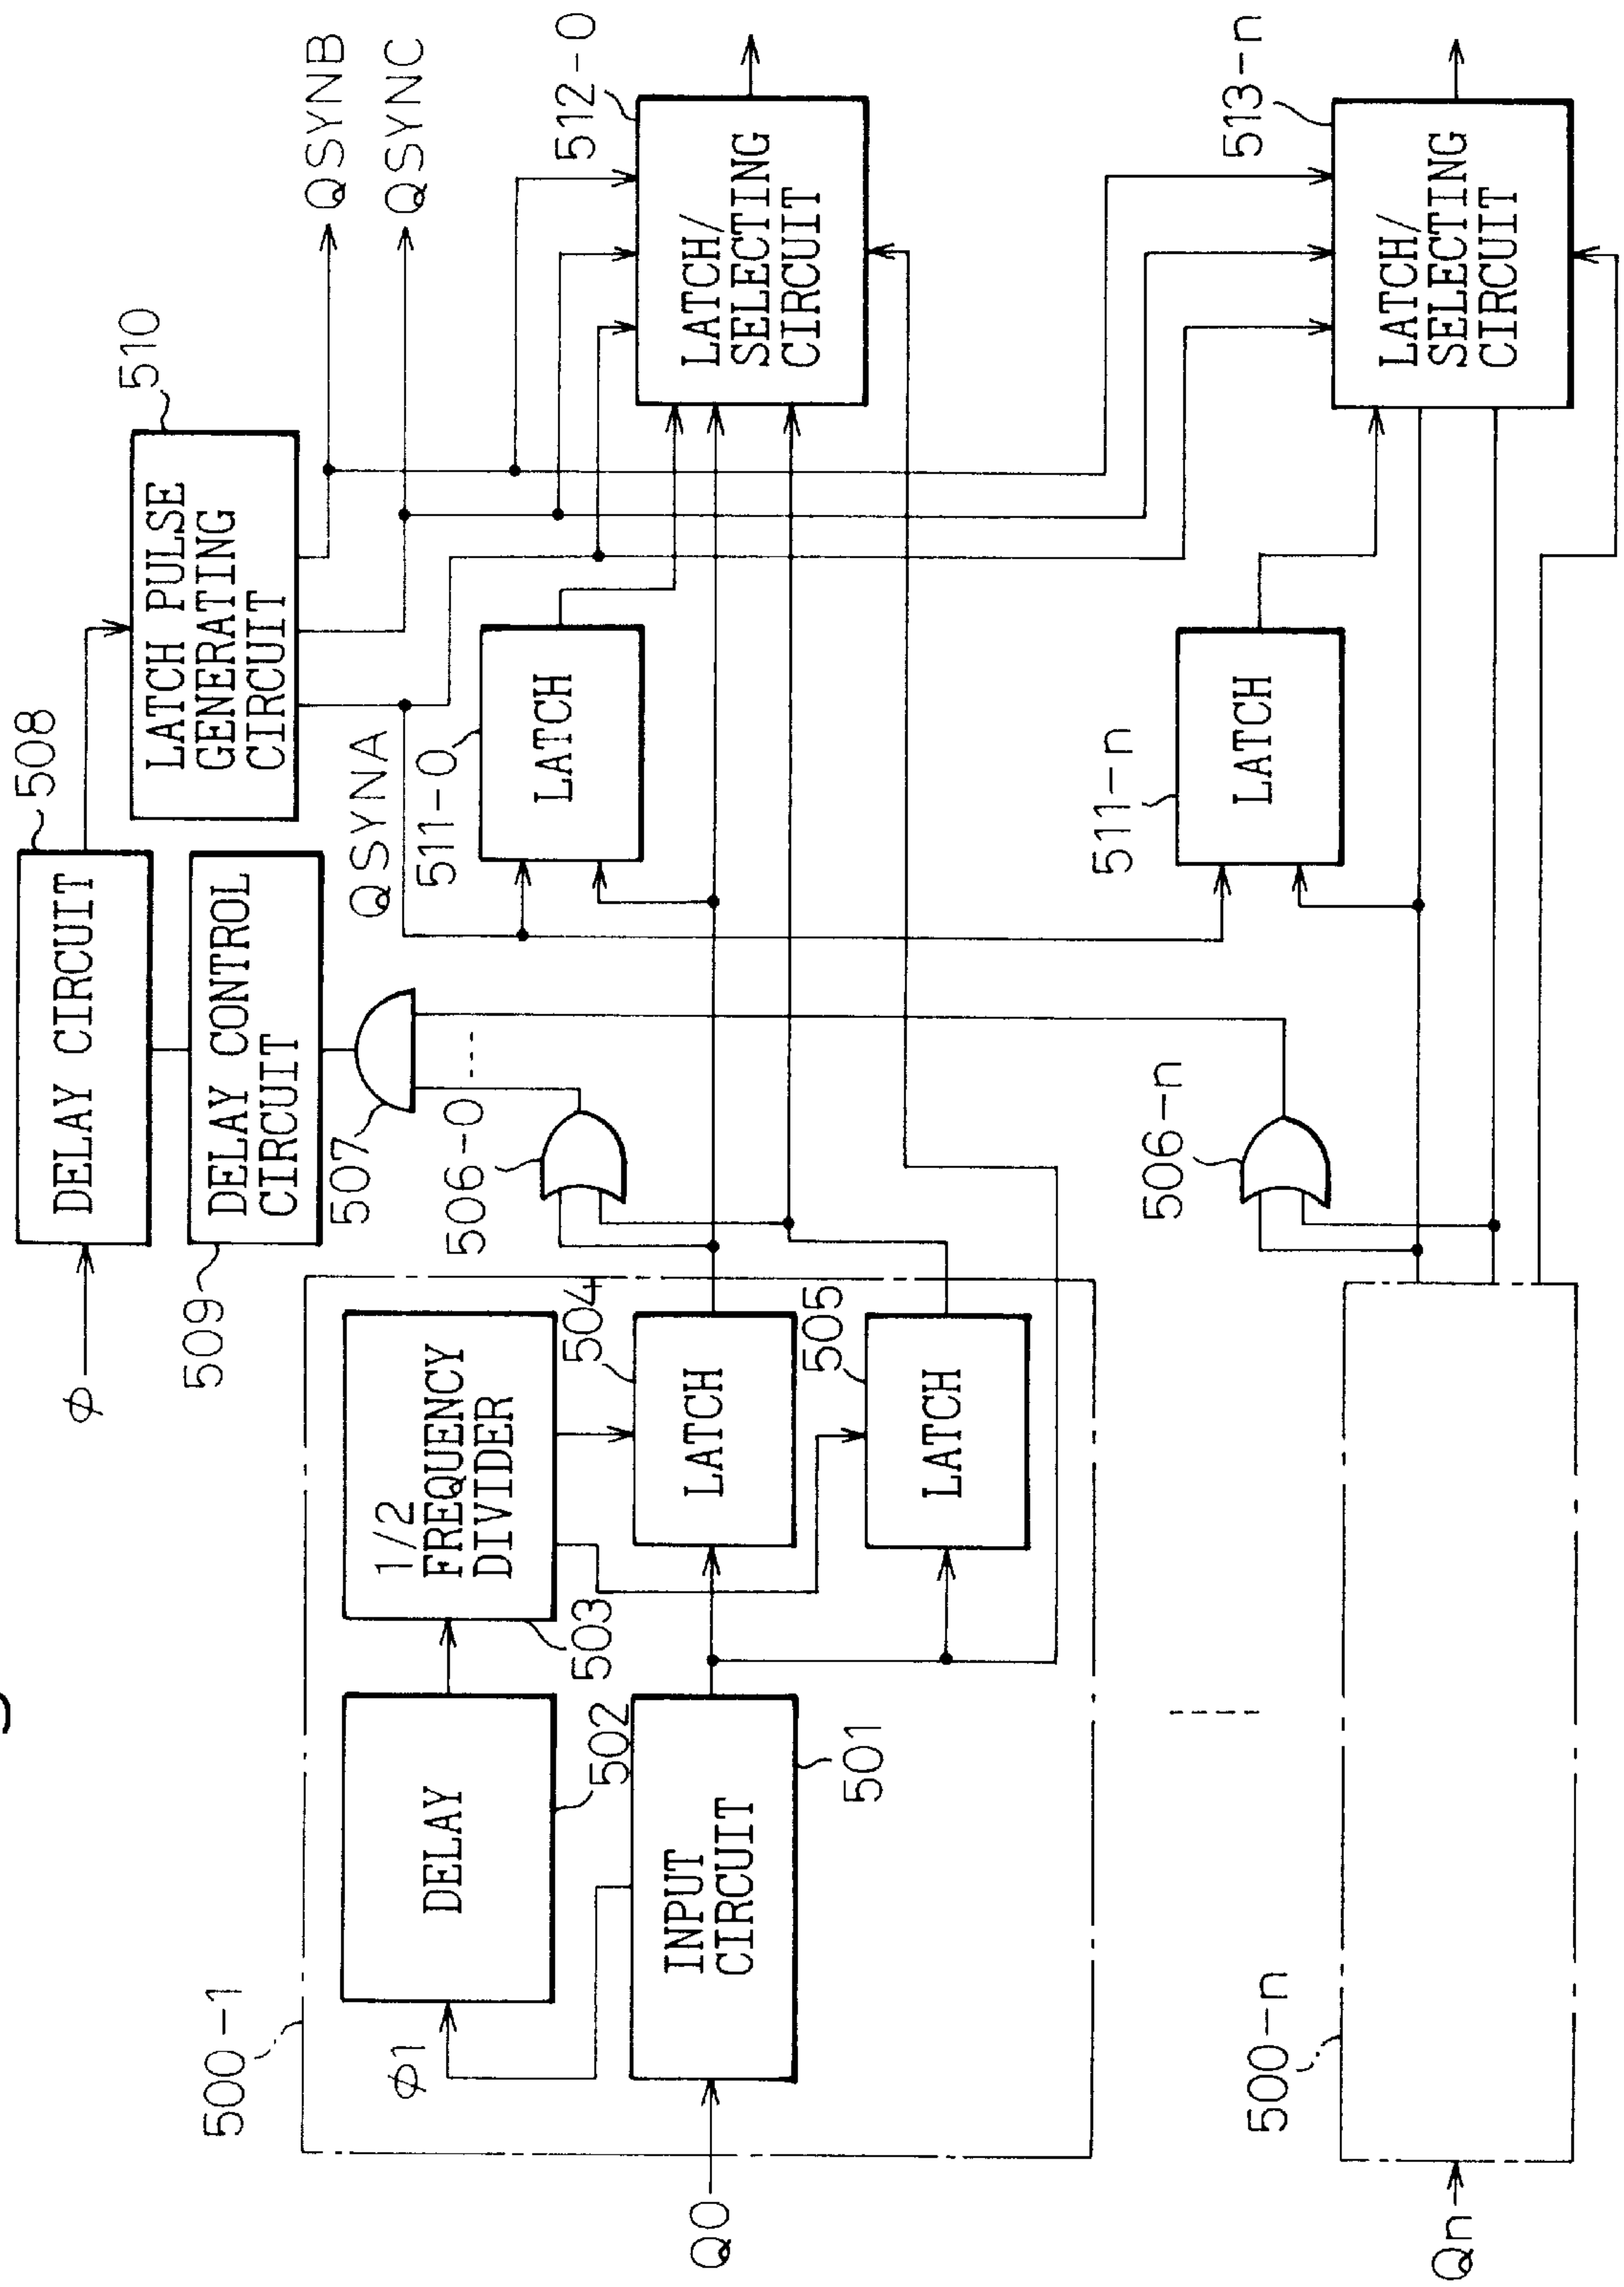 ϕ
DELAY CIRCUIT
508
509
DELAY CONTROL
CIRCUIT
507
LATCH PULSE
GENERATING
CIRCUIT
510
QSYNB
QSYNC
QSYNA
500-1
ϕ1
DELAY
502
1/2
FREQUENCY
DIVIDER
503
Q0
INPUT
CIRCUIT
501
LATCH
504
LATCH
505
506-0
511-0
LATCH
LATCH/
SELECTING
CIRCUIT
512-0
500-n
Qn
506-n
511-n
LATCH
LATCH/
SELECTING
CIRCUIT
513-n